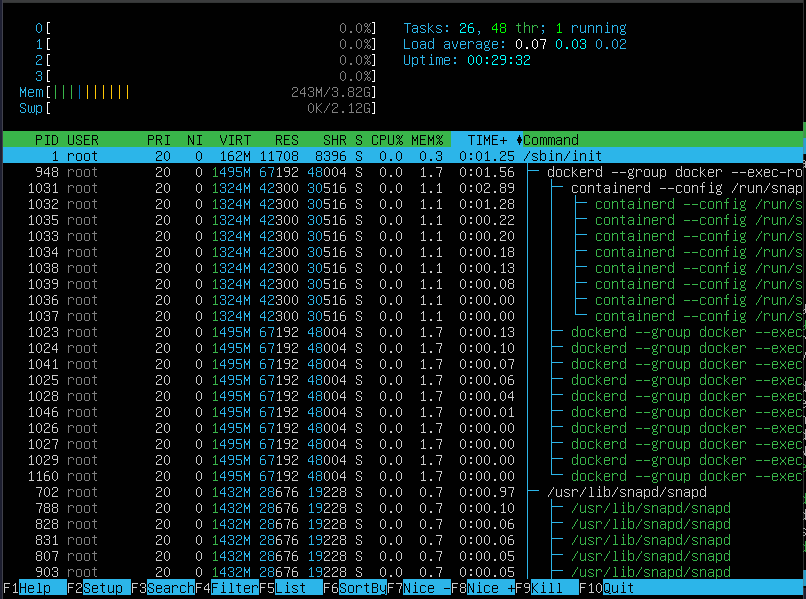 0[ 0.0%] Tasks: 26, 48 thr; 1 running
1[ 0.0%] Load average: 0.07 0.03 0.02
2[ 0.0%] Uptime: 00:29:32
3[ 0.0%]
Mem[|||||||||| 243M/3.82G]
Swp[ 0K/2.12G]
PID USER PRI NI VIRT RES SHR S CPU% MEM% TIME+ Command
1 root 20 0 162M 11708 8396 S 0.0 0.3 0:01.25 /sbin/init
948 root 20 0 1495M 67192 48004 S 0.0 1.7 0:01.56 ├─ dockerd --group docker --exec-ro
1031 root 20 0 1324M 42300 30516 S 0.0 1.1 0:02.89 │ ├─ containerd --config /run/snap
1032 root 20 0 1324M 42300 30516 S 0.0 1.1 0:01.28 │ │ ├─ containerd --config /run/s
1035 root 20 0 1324M 42300 30516 S 0.0 1.1 0:00.22 │ │ ├─ containerd --config /run/s
1033 root 20 0 1324M 42300 30516 S 0.0 1.1 0:00.20 │ │ ├─ containerd --config /run/s
1034 root 20 0 1324M 42300 30516 S 0.0 1.1 0:00.18 │ │ ├─ containerd --config /run/s
1038 root 20 0 1324M 42300 30516 S 0.0 1.1 0:00.13 │ │ ├─ containerd --config /run/s
1039 root 20 0 1324M 42300 30516 S 0.0 1.1 0:00.08 │ │ ├─ containerd --config /run/s
1036 root 20 0 1324M 42300 30516 S 0.0 1.1 0:00.00 │ │ ├─ containerd --config /run/s
1037 root 20 0 1324M 42300 30516 S 0.0 1.1 0:00.00 │ │ └─ containerd --config /run/s
1023 root 20 0 1495M 67192 48004 S 0.0 1.7 0:00.13 │ ├─ dockerd --group docker --exec
1024 root 20 0 1495M 67192 48004 S 0.0 1.7 0:00.10 │ ├─ dockerd --group docker --exec
1041 root 20 0 1495M 67192 48004 S 0.0 1.7 0:00.07 │ ├─ dockerd --group docker --exec
1025 root 20 0 1495M 67192 48004 S 0.0 1.7 0:00.06 │ ├─ dockerd --group docker --exec
1028 root 20 0 1495M 67192 48004 S 0.0 1.7 0:00.04 │ ├─ dockerd --group docker --exec
1046 root 20 0 1495M 67192 48004 S 0.0 1.7 0:00.01 │ ├─ dockerd --group docker --exec
1026 root 20 0 1495M 67192 48004 S 0.0 1.7 0:00.00 │ ├─ dockerd --group docker --exec
1027 root 20 0 1495M 67192 48004 S 0.0 1.7 0:00.00 │ ├─ dockerd --group docker --exec
1029 root 20 0 1495M 67192 48004 S 0.0 1.7 0:00.00 │ ├─ dockerd --group docker --exec
1160 root 20 0 1495M 67192 48004 S 0.0 1.7 0:00.00 │ └─ dockerd --group docker --exec
702 root 20 0 1432M 28676 19228 S 0.0 0.7 0:00.97 ├─ /usr/lib/snapd/snapd
788 root 20 0 1432M 28676 19228 S 0.0 0.7 0:00.10 │ ├─ /usr/lib/snapd/snapd
828 root 20 0 1432M 28676 19228 S 0.0 0.7 0:00.06 │ ├─ /usr/lib/snapd/snapd
831 root 20 0 1432M 28676 19228 S 0.0 0.7 0:00.06 │ ├─ /usr/lib/snapd/snapd
807 root 20 0 1432M 28676 19228 S 0.0 0.7 0:00.05 │ ├─ /usr/lib/snapd/snapd
903 root 20 0 1432M 28676 19228 S 0.0 0.7 0:00.05 │ ├─ /usr/lib/snapd/snapd
F1Help F2Setup F3SearchF4FilterF5List F6SortByF7Nice -F8Nice +F9Kill F10Quit